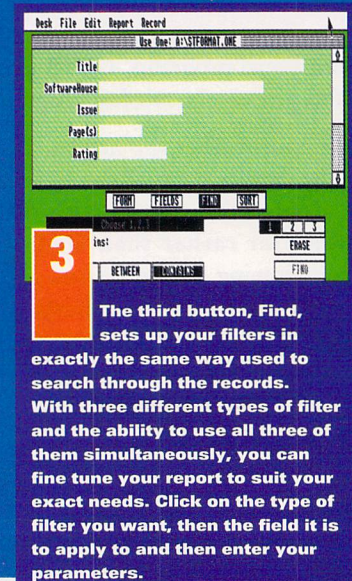 Desk File Edit Report Record
Use One: A:\STFORMAT.ONE
Title
SoftwareHouse
Issue
Page(s)
Rating
FORM FIELDS FIND SORT
Choose 1,2,3
1 2 3
ins:
ERASE
BETWEEN CONTAINS
FIND
3
The third button, Find,
sets up your filters in
exactly the same way used to
search through the records.
With three different types of filter
and the ability to use all three of
them simultaneously, you can
fine tune your report to suit your
exact needs. Click on the type of
filter you want, then the field it is
to apply to and then enter your
parameters.